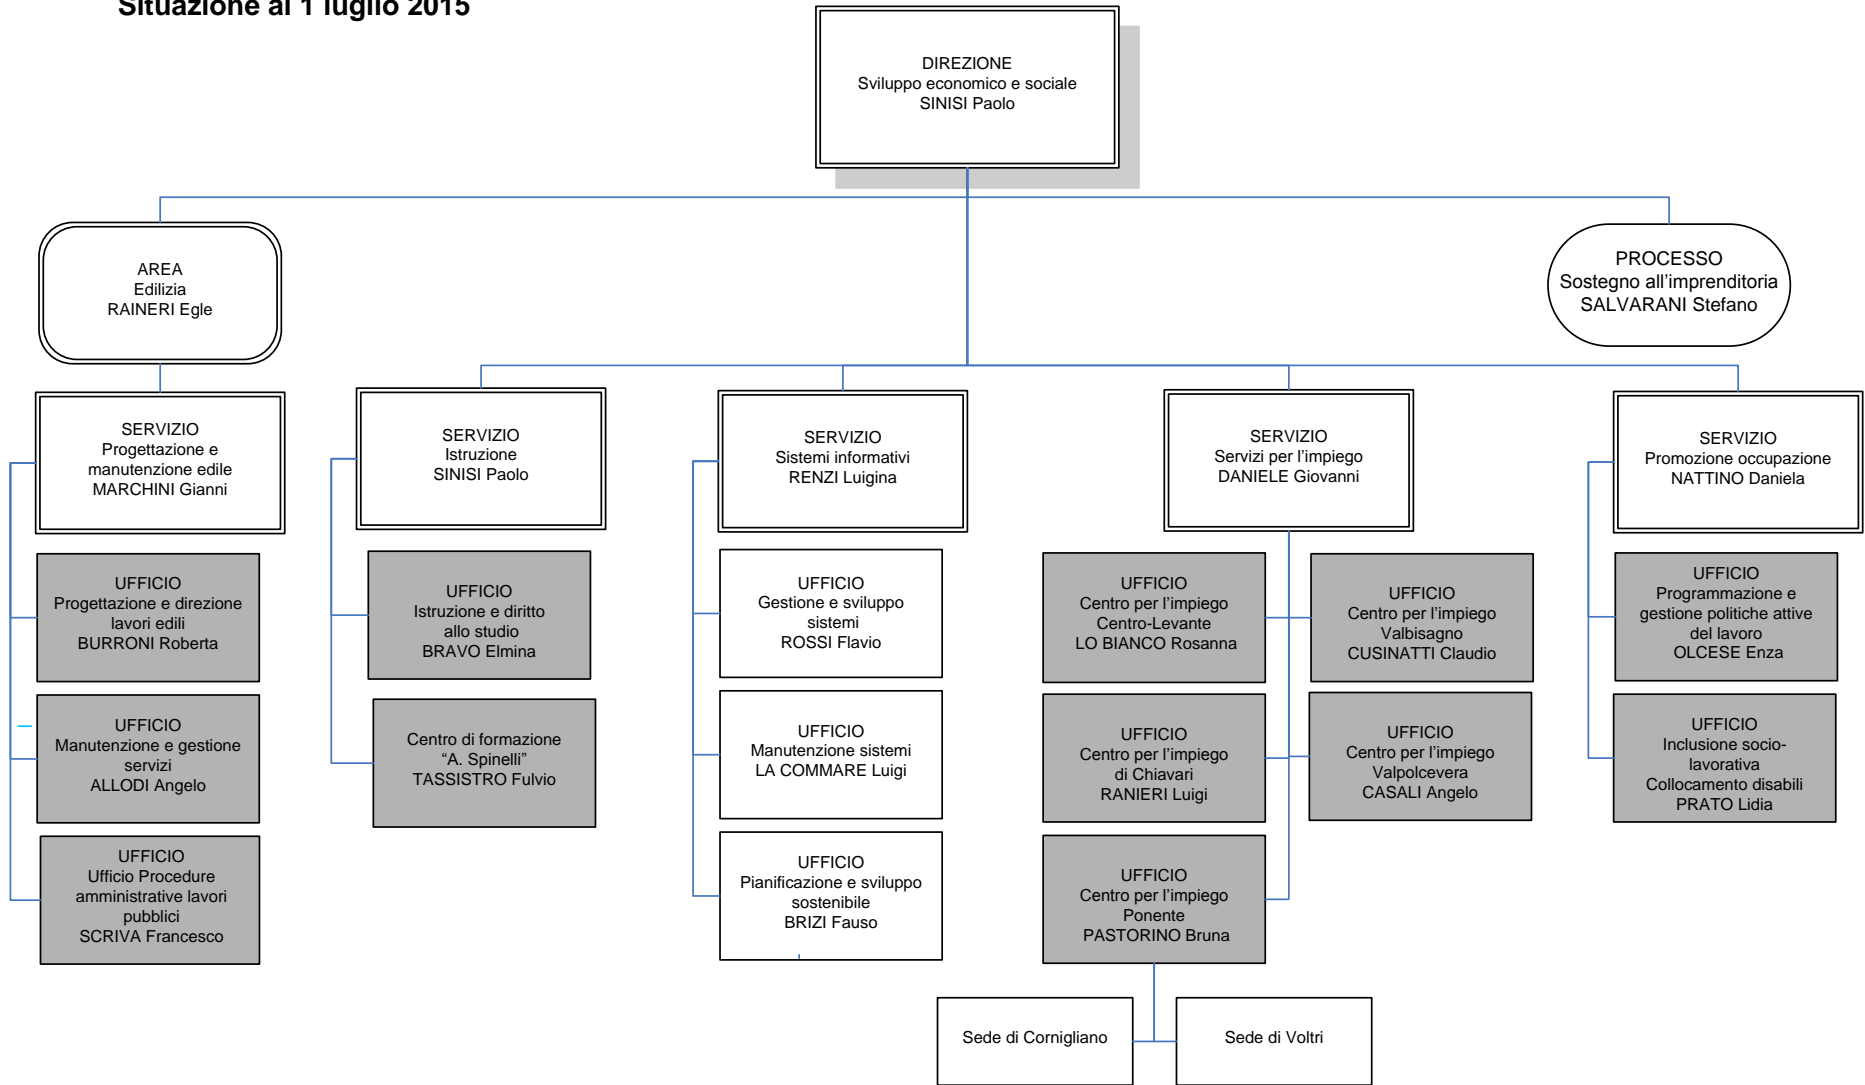 Situazione al 1 luglio 2015
DIREZIONE
Sviluppo economico e sociale
SINISI Paolo
AREA
Edilizia
RAINERI Egle
PROCESSO
Sostegno all'imprenditoria
SALVARANI Stefano
SERVIZIO
Progettazione e
manutenzione edile
MARCHINI Gianni
SERVIZIO
Istruzione
SINISI Paolo
SERVIZIO
Sistemi informativi
RENZI Luigina
SERVIZIO
Servizi per l'impiego
DANIELE Giovanni
SERVIZIO
Promozione occupazione
NATTINO Daniela
UFFICIO
Progettazione e direzione
lavori edili
BURRONI Roberta
UFFICIO
Istruzione e diritto
allo studio
BRAVO Elmina
UFFICIO
Gestione e sviluppo
sistemi
ROSSI Flavio
UFFICIO
Centro per l'impiego
Centro-Levante
LO BIANCO Rosanna
UFFICIO
Centro per l'impiego
Valbisagno
CUSINATTI Claudio
UFFICIO
Programmazione e
gestione politiche attive
del lavoro
OLCESE Enza
UFFICIO
Manutenzione e gestione
servizi
ALLODI Angelo
Centro di formazione
“A. Spinelli”
TASSISTRO Fulvio
UFFICIO
Manutenzione sistemi
LA COMMARE Luigi
UFFICIO
Centro per l'impiego
di Chiavari
RANIERI Luigi
UFFICIO
Centro per l'impiego
Valpolcevera
CASALI Angelo
UFFICIO
Inclusione socio-
lavorativa
Collocamento disabili
PRATO Lidia
UFFICIO
Ufficio Procedure
amministrative lavori
pubblici
SCRIVA Francesco
UFFICIO
Pianificazione e sviluppo
sostenibile
BRIZI Fauso
UFFICIO
Centro per l'impiego
Ponente
PASTORINO Bruna
Sede di Cornigliano
Sede di Voltri